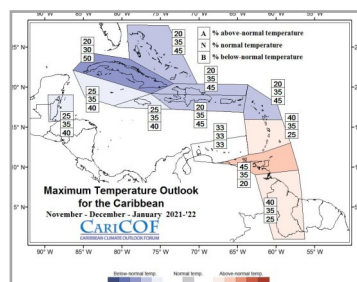 A % above-normal temperature
N % normal temperature
B % below-normal temperature
20
30
50
20
35
45
20
35
45
20
35
45
25
35
40
25
35
40
25
35
40
20
35
45
40
35
25
33
33
33
45
35
20
40
35
25
25°N
20°N
15°N
10°N
5°N
Maximum Temperature Outlook
for the Caribbean
November - December - January 2021-'22
CariCOF
CARIBBEAN CLIMATE OUTLOOK FORUM
90°W 85°W 80°W 75°W 70°W 65°W 60°W 55°W
Below-normal temp. Normal temp. Above-normal temp.